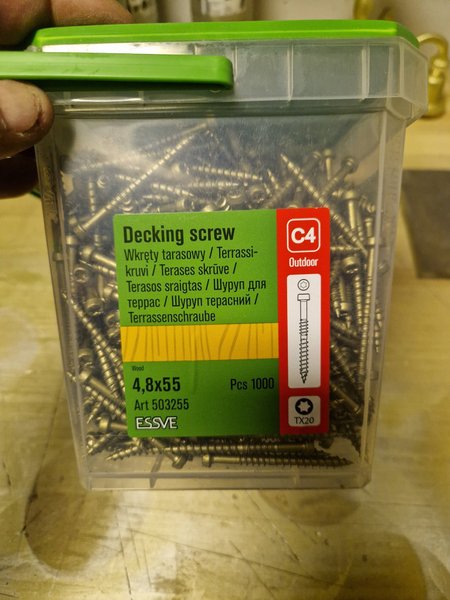 Decking screw
Wkręty tarasowy / Terrassi-
kruvi / Terases skrūve /
Terasos sraigtas / Шуруп для
террас / Шуруп терасний /
Terrassenschraube
Wood
4,8x55
Pcs 1000
Art 503255
ESSVE
C4
Outdoor
TX20